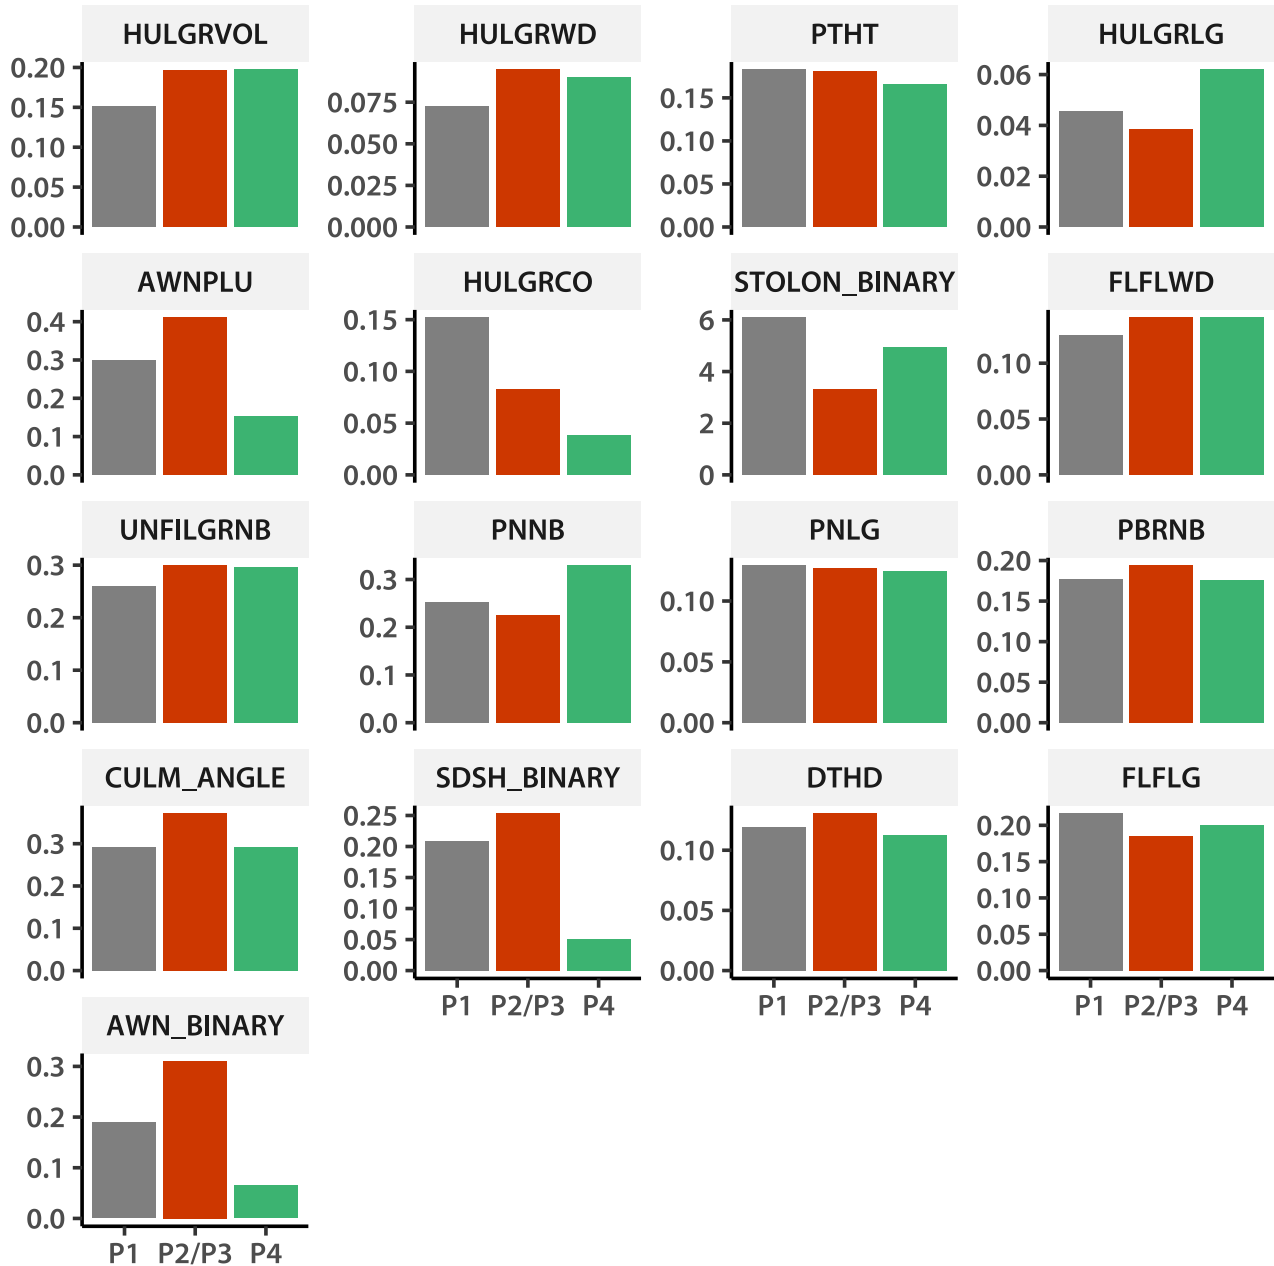 HULGRVOL HULGRWD PTHT HULGRLG
0.20 0.15 0.10 0.05 0.00
0.075 0.050 0.025 0.000
0.15 0.10 0.05 0.00
0.06 0.04 0.02 0.00
AWNPLU HULGRCO STOLON_BINARY FLFLWD
0.4 0.3 0.2 0.1 0.0
0.15 0.10 0.05 0.00
6 4 2 0
0.10 0.05 0.00
UNFILGRNB PNNB PNLG PBRNB
0.3 0.2 0.1 0.0
0.3 0.2 0.1 0.0
0.10 0.05 0.00
0.20 0.15 0.10 0.05 0.00
CULM_ANGLE SDSH_BINARY DTHD FLFLG
0.3 0.2 0.1 0.0
0.25 0.20 0.15 0.10 0.05 0.00
0.10 0.05 0.00
0.20 0.15 0.10 0.05 0.00
P1 P2/P3 P4 P1 P2/P3 P4 P1 P2/P3 P4
AWN_BINARY
0.3 0.2 0.1 0.0
P1 P2/P3 P4